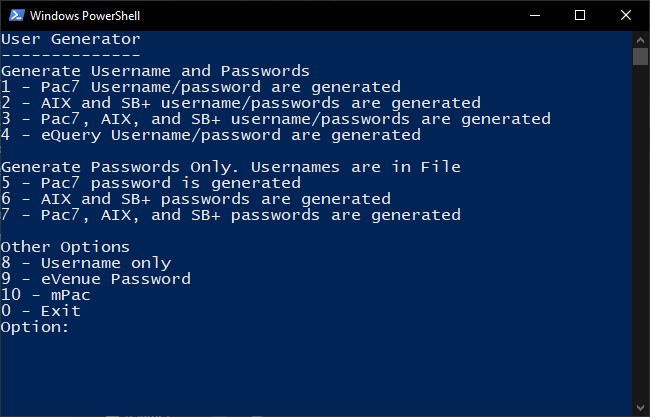 Windows PowerShell
User Generator
--------------
Generate Username and Passwords
1 - Pac7 Username/password are generated
2 - AIX and SB+ username/passwords are generated
3 - Pac7, AIX, and SB+ username/passwords are generated
4 - eQuery Username/password are generated
Generate Passwords Only. Usernames are in File
5 - Pac7 password is generated
6 - AIX and SB+ passwords are generated
7 - Pac7, AIX, and SB+ passwords are generated
Other Options
8 - Username only
9 - eVenue Password
10 - mPac
0 - Exit
Option: